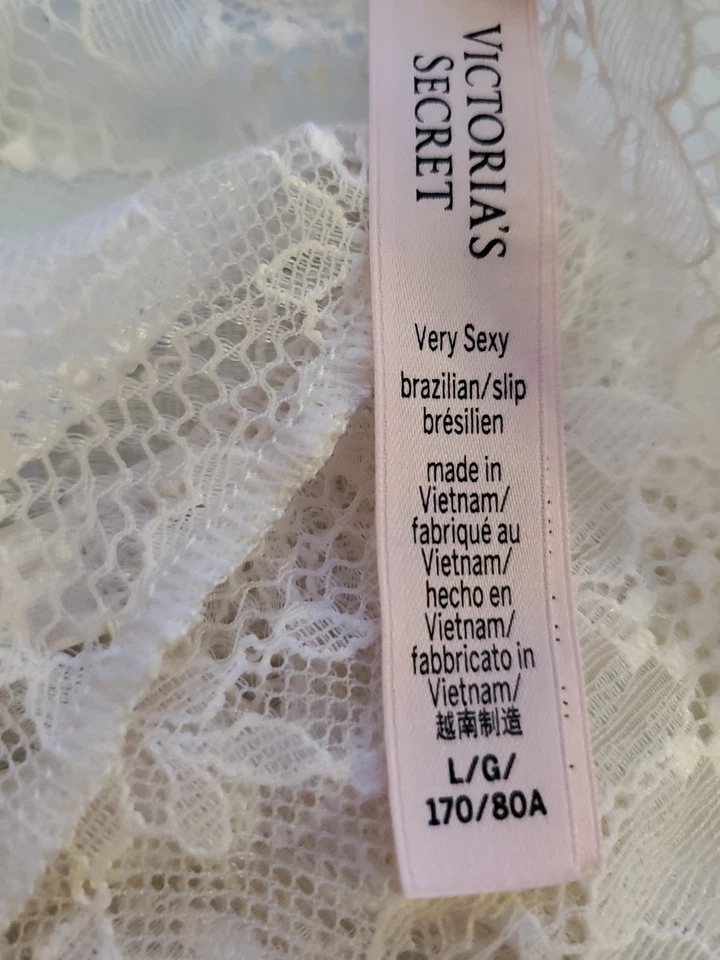 VICTORIA'S
SECRET
Very Sexy
brazilian/slip
brésilien
made in
Vietnam/
fabriqué au
Vietnam/
hecho en
Vietnam/
fabbricato in
Vietnam/
越南制造
L/G/
170/80A